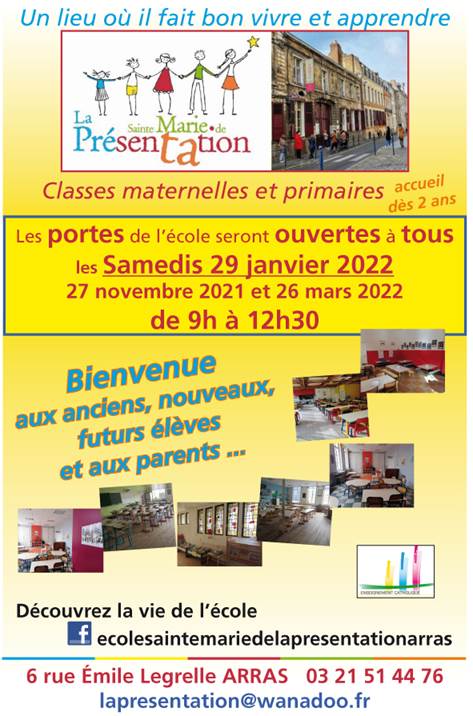 Un lieu où il fait bon vivre et apprendre
La
Présentation
Sainte Marie de
Classes maternelles et primaires
accueil
dès 2 ans
Les portes de l'école seront ouvertes à tous
les Samedis 29 janvier 2022
27 novembre 2021 et 26 mars 2022
de 9h à 12h30
Bienvenue
aux anciens, nouveaux,
futurs élèves
et aux parents ...
ENSEIGNEMENT CATHOLIQUE
Découvrez la vie de l'école
f ecolesaintemariedelapresentationarras
6 rue Émile Legrelle ARRAS 03 21 51 44 76
lapresentation@wanadoo.fr